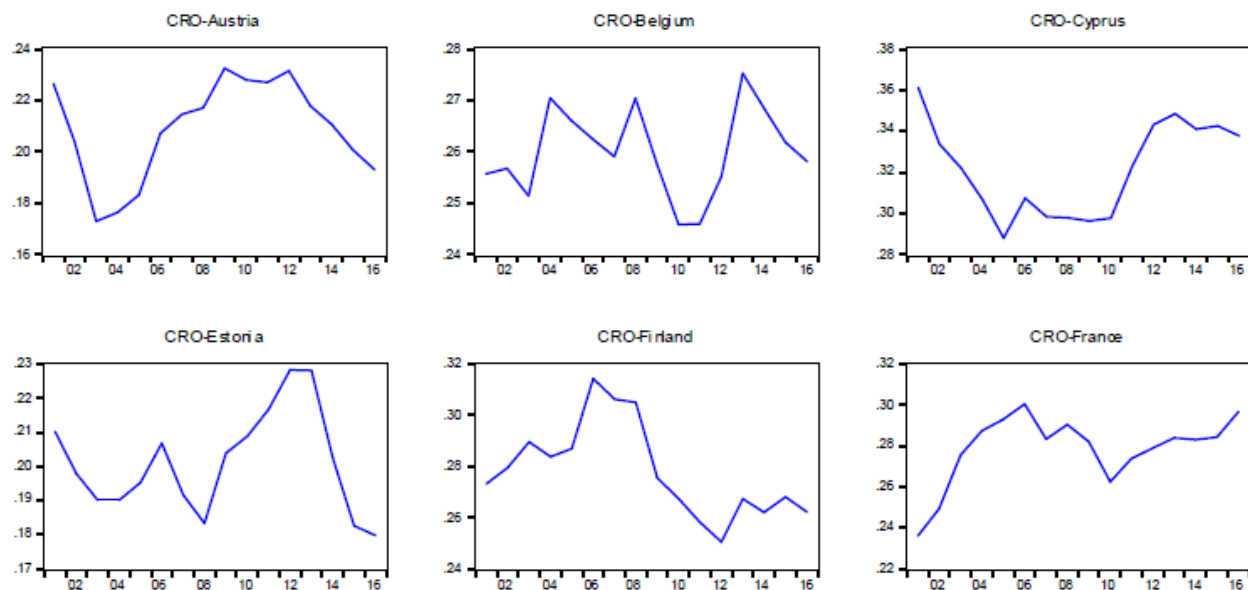 CRO-Austria
CRO-Belgium
CRO-Cyprus
.24
.22
.20
.18
.16
02 04 06 08 10 12 14 16
.28
.27
.26
.25
.24
02 04 06 08 10 12 14 16
.38
.36
.34
.32
.30
.28
02 04 06 08 10 12 14 16
CRO-Estonia
CRO-Finland
CRO-France
.23
.22
.21
.20
.19
.18
.17
02 04 06 08 10 12 14 16
.32
.30
.28
.26
.24
02 04 06 08 10 12 14 16
.32
.30
.28
.26
.24
.22
02 04 06 08 10 12 14 16